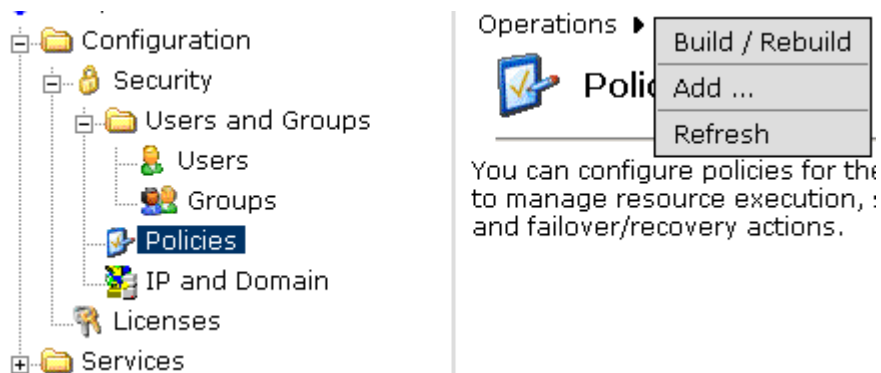 Configuration
Security
Users and Groups
Users
Groups
Policies
IP and Domain
Licenses
Services
Operations
Build / Rebuild
Add ...
Refresh
You can configure policies for the
to manage resource execution,
and failover/recovery actions.